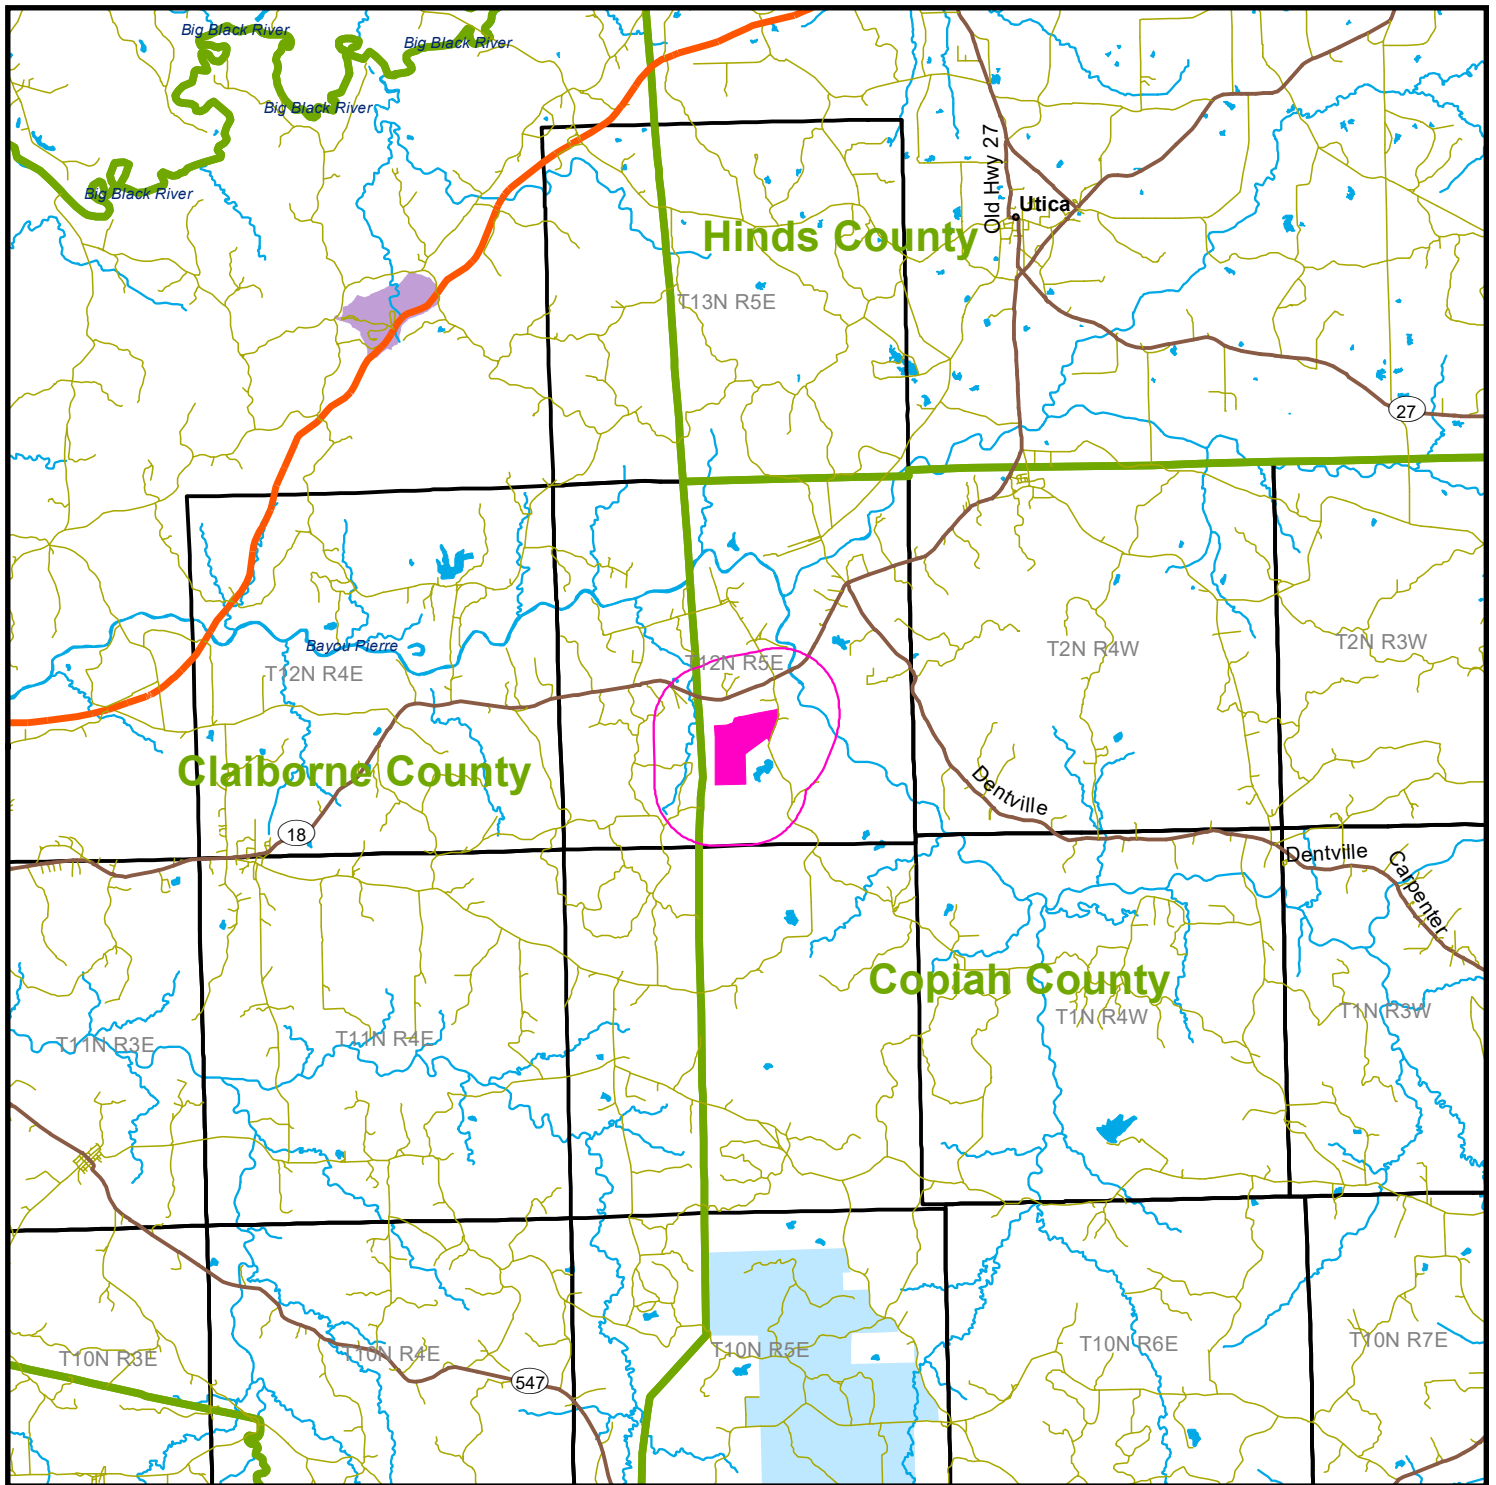 Big Black River
Big Black River
Big Black River
Big Black River
Old Hwy 27
Utica
Hinds County
T13N R5E
27
Bayou Pierre
T12N R4E
T12N R5E
T2N R4W
T2N R3W
Claiborne County
18
Dentville
Dentville
Carpenter
Copiah County
T11N R3E
T11N R4E
T1N R4W
T1N R3W
T10N R3E
T10N R4E
547
T10N R5E
T10N R6E
T10N R7E